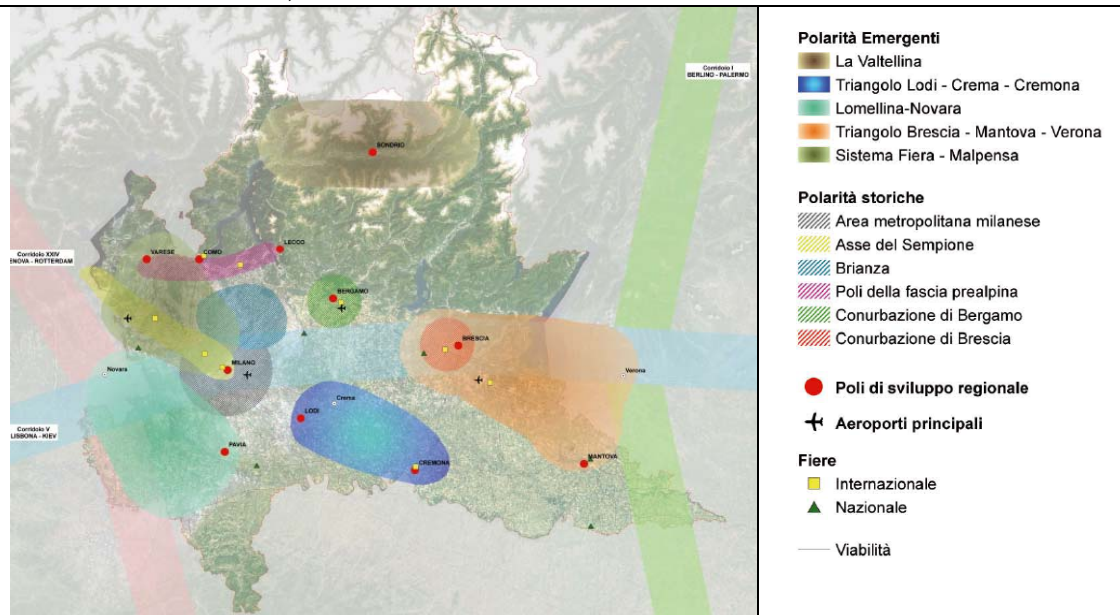 Corridoio I
BERLINO - PALERMO
SONDRIO
LECCO
VARESE
COMO
Corridoio XXIV
ENOVA - ROTTERDAM
BERGAMO
BRESCIA
MILANO
Novara
Verona
Crema
LODI
Corridoio V
LISBONA - KIEV
PAVIA
CREMONA
MANTOVA
Polarità Emergenti
La Valtellina
Triangolo Lodi - Crema - Cremona
Lomellina-Novara
Triangolo Brescia - Mantova - Verona
Sistema Fiera - Malpensa
Polarità storiche
Area metropolitana milanese
Asse del Sempione
Brianza
Poli della fascia prealpina
Conurbazione di Bergamo
Conurbazione di Brescia
Poli di sviluppo regionale
Aeroporti principali
Fiere
Internazionale
Nazionale
Viabilità